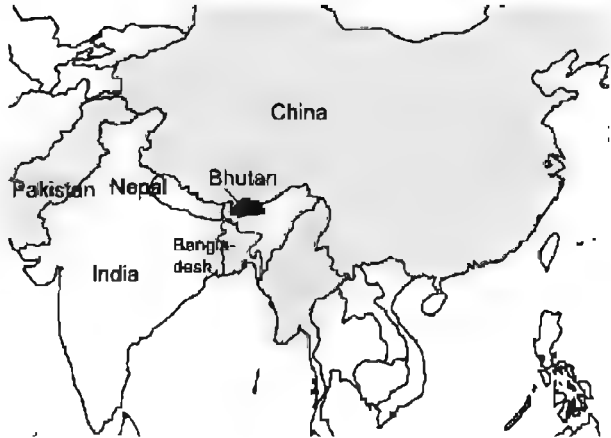 China
Bhutan
Pakistan
Nepal
Bangla-
desh
India